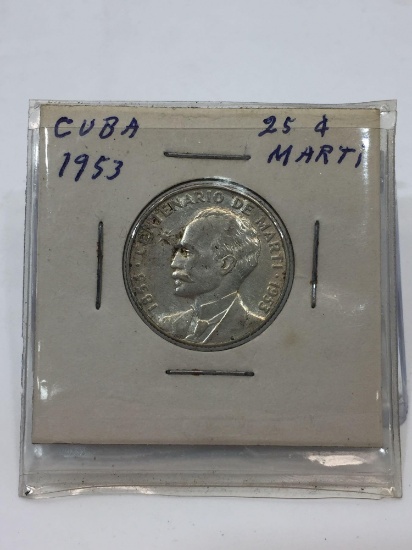 CUBA 25 ¢
1953 MARTI
1853 · CENTENARIO DE MARTI · 1953